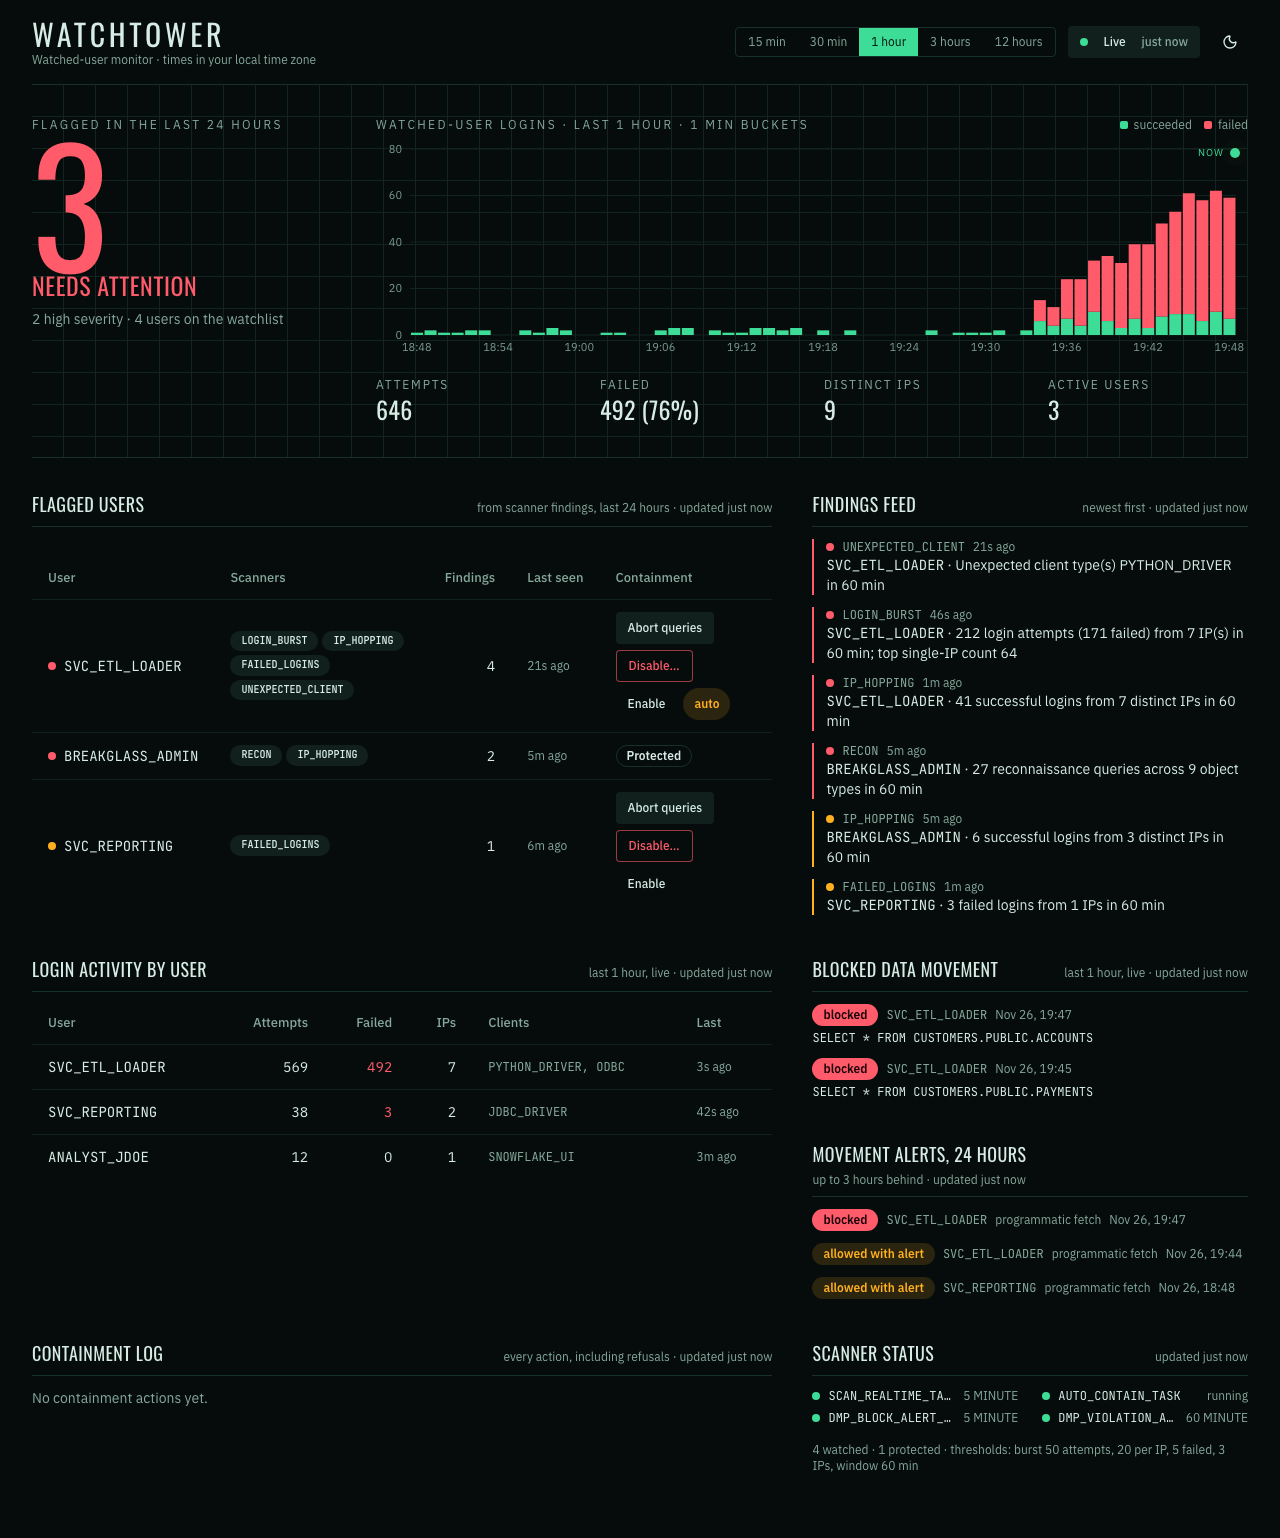 WATCHTOWER
Watched-user monitor · times in your local time zone
15 min 30 min 1 hour 3 hours 12 hours
Live just now
FLAGGED IN THE LAST 24 HOURS
3
NEEDS ATTENTION
2 high severity · 4 users on the watchlist
WATCHED-USER LOGINS · LAST 1 HOUR · 1 MIN BUCKETS
succeeded failed
NOW
80
60
40
20
0
18:48 18:54 19:00 19:06 19:12 19:18 19:24 19:30 19:36 19:42 19:48
ATTEMPTS FAILED DISTINCT IPS ACTIVE USERS
646 492 (76%) 9 3
FLAGGED USERS
from scanner findings, last 24 hours · updated just now
User Scanners Findings Last seen Containment
SVC_ETL_LOADER
LOGIN_BURST IP_HOPPING
FAILED_LOGINS
UNEXPECTED_CLIENT
4 21s ago
Abort queries
Disable...
Enable auto
BREAKGLASS_ADMIN RECON IP_HOPPING 2 5m ago Protected
SVC_REPORTING FAILED_LOGINS 1 6m ago
Abort queries
Disable...
Enable
FINDINGS FEED
newest first · updated just now
UNEXPECTED_CLIENT 21s ago
SVC_ETL_LOADER · Unexpected client type(s) PYTHON_DRIVER
in 60 min
LOGIN_BURST 46s ago
SVC_ETL_LOADER · 212 login attempts (171 failed) from 7 IP(s) in
60 min; top single-IP count 64
IP_HOPPING 1m ago
SVC_ETL_LOADER · 41 successful logins from 7 distinct IPs in 60
min
RECON 5m ago
BREAKGLASS_ADMIN · 27 reconnaissance queries across 9 object
types in 60 min
IP_HOPPING 5m ago
BREAKGLASS_ADMIN · 6 successful logins from 3 distinct IPs in
60 min
FAILED_LOGINS 1m ago
SVC_REPORTING · 3 failed logins from 1 IPs in 60 min
LOGIN ACTIVITY BY USER
last 1 hour, live · updated just now
User Attempts Failed IPs Clients Last
SVC_ETL_LOADER 569 492 7 PYTHON_DRIVER, ODBC 3s ago
SVC_REPORTING 38 3 2 JDBC_DRIVER 42s ago
ANALYST_JDOE 12 0 1 SNOWFLAKE_UI 3m ago
BLOCKED DATA MOVEMENT
last 1 hour, live · updated just now
blocked SVC_ETL_LOADER Nov 26, 19:47
SELECT * FROM CUSTOMERS.PUBLIC.ACCOUNTS
blocked SVC_ETL_LOADER Nov 26, 19:45
SELECT * FROM CUSTOMERS.PUBLIC.PAYMENTS
MOVEMENT ALERTS, 24 HOURS
up to 3 hours behind · updated just now
blocked SVC_ETL_LOADER programmatic fetch Nov 26, 19:47
allowed with alert SVC_ETL_LOADER programmatic fetch Nov 26, 19:44
allowed with alert SVC_REPORTING programmatic fetch Nov 26, 18:48
CONTAINMENT LOG
every action, including refusals · updated just now
No containment actions yet.
SCANNER STATUS
updated just now
SCAN_REALTIME_TA... 5 MINUTE AUTO_CONTAIN_TASK running
DMP_BLOCK_ALERT_... 5 MINUTE DMP_VIOLATION_A... 60 MINUTE
4 watched · 1 protected · thresholds: burst 50 attempts, 20 per IP, 5 failed, 3
IPs, window 60 min